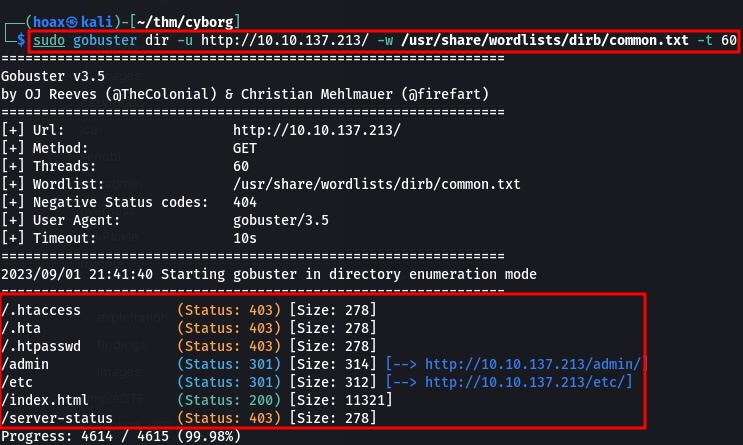 ┌──(hoax㉿kali)-[~/thm/cyborg]
└─$ sudo gobuster dir -u http://10.10.137.213/ -w /usr/share/wordlists/dirb/common.txt -t 60
===============================================================
Gobuster v3.5
by OJ Reeves (@TheColonial) & Christian Mehlmauer (@firefart)
===============================================================
[+] Url:                     http://10.10.137.213/
[+] Method:                  GET
[+] Threads:                 60
[+] Wordlist:                /usr/share/wordlists/dirb/common.txt
[+] Negative Status codes:   404
[+] User Agent:              gobuster/3.5
[+] Timeout:                 10s
===============================================================
2023/09/01 21:41:40 Starting gobuster in directory enumeration mode
===============================================================
/.htaccess            (Status: 403) [Size: 278]
/.hta                 (Status: 403) [Size: 278]
/.htpasswd            (Status: 403) [Size: 278]
/admin                (Status: 301) [Size: 314] [--> http://10.10.137.213/admin/]
/etc                  (Status: 301) [Size: 312] [--> http://10.10.137.213/etc/]
/index.html           (Status: 200) [Size: 11321]
/server-status        (Status: 403) [Size: 278]
Progress: 4614 / 4615 (99.98%)